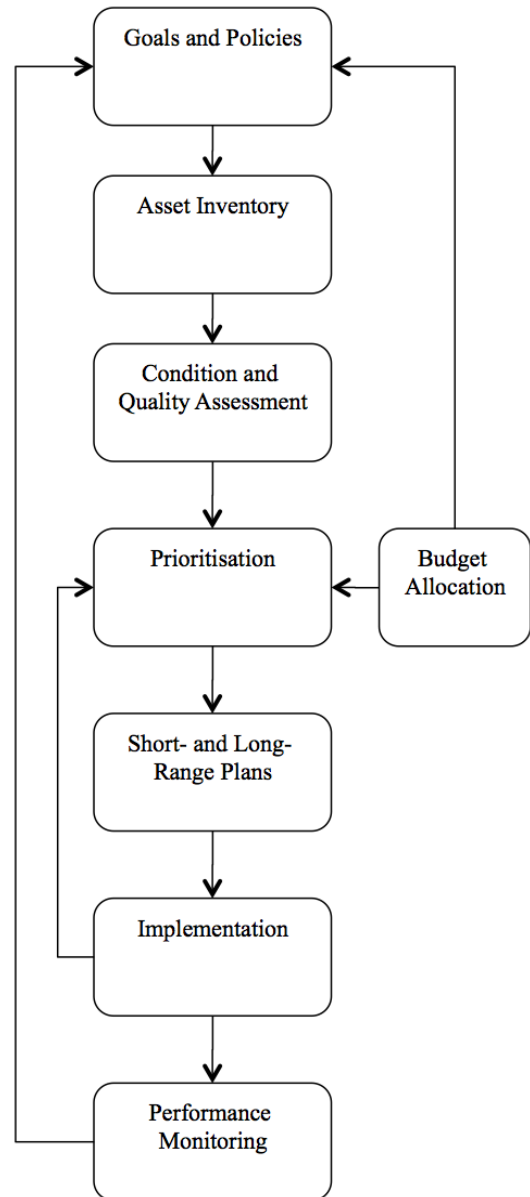 Goals and Policies
Asset Inventory
Condition and
Quality Assessment
Prioritisation
Budget
Allocation
Short- and Long-
Range Plans
Implementation
Performance
Monitoring